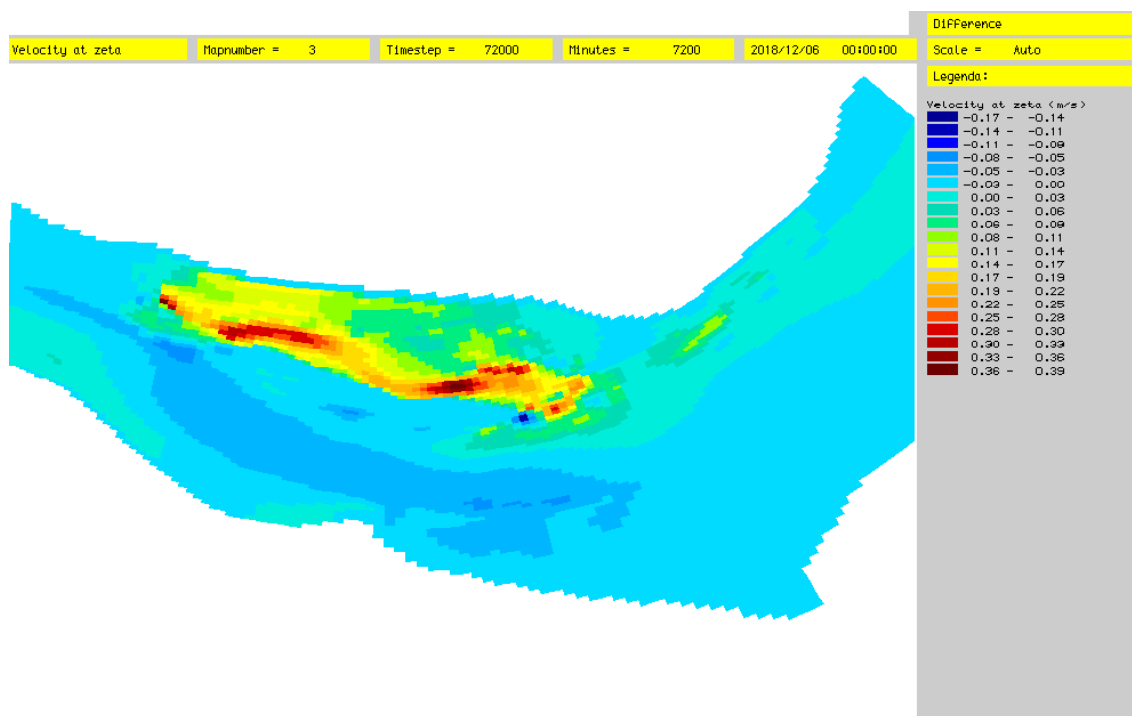 Difference
Velocity at zeta
Mapnumber = 3
Timestep = 72000
Minutes = 7200
2018/12/06 00:00:00
Scale = Auto
Legenda:
Velocity at zeta (m/s)
-0.17 - -0.14
-0.14 - -0.11
-0.11 - -0.09
-0.08 - -0.05
-0.05 - -0.03
-0.09 - 0.00
0.00 - 0.03
0.03 - 0.06
0.06 - 0.09
0.08 - 0.11
0.11 - 0.14
0.14 - 0.17
0.17 - 0.19
0.19 - 0.22
0.22 - 0.25
0.25 - 0.28
0.28 - 0.30
0.90 - 0.99
0.33 - 0.36
0.36 - 0.39